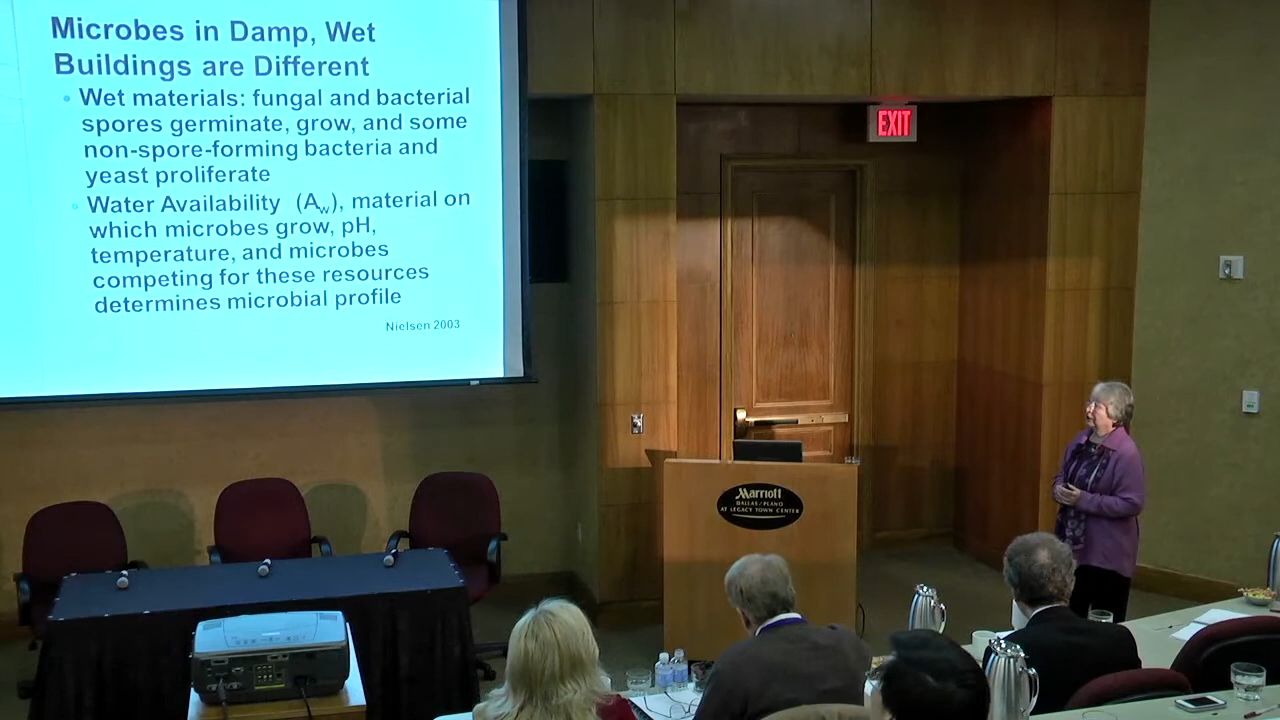 Microbes in Damp, Wet
Buildings are Different
Wet materials: fungal and bacterial
spores germinate, grow, and some
non-spore-forming bacteria and
yeast proliferate
Water Availability (Aw), material on
which microbes grow, pH,
temperature, and microbes
competing for these resources
determines microbial profile
Nielsen 2003
EXIT
Marriott
DALLAS/PLANO
AT LEGACY TOWN CENTER